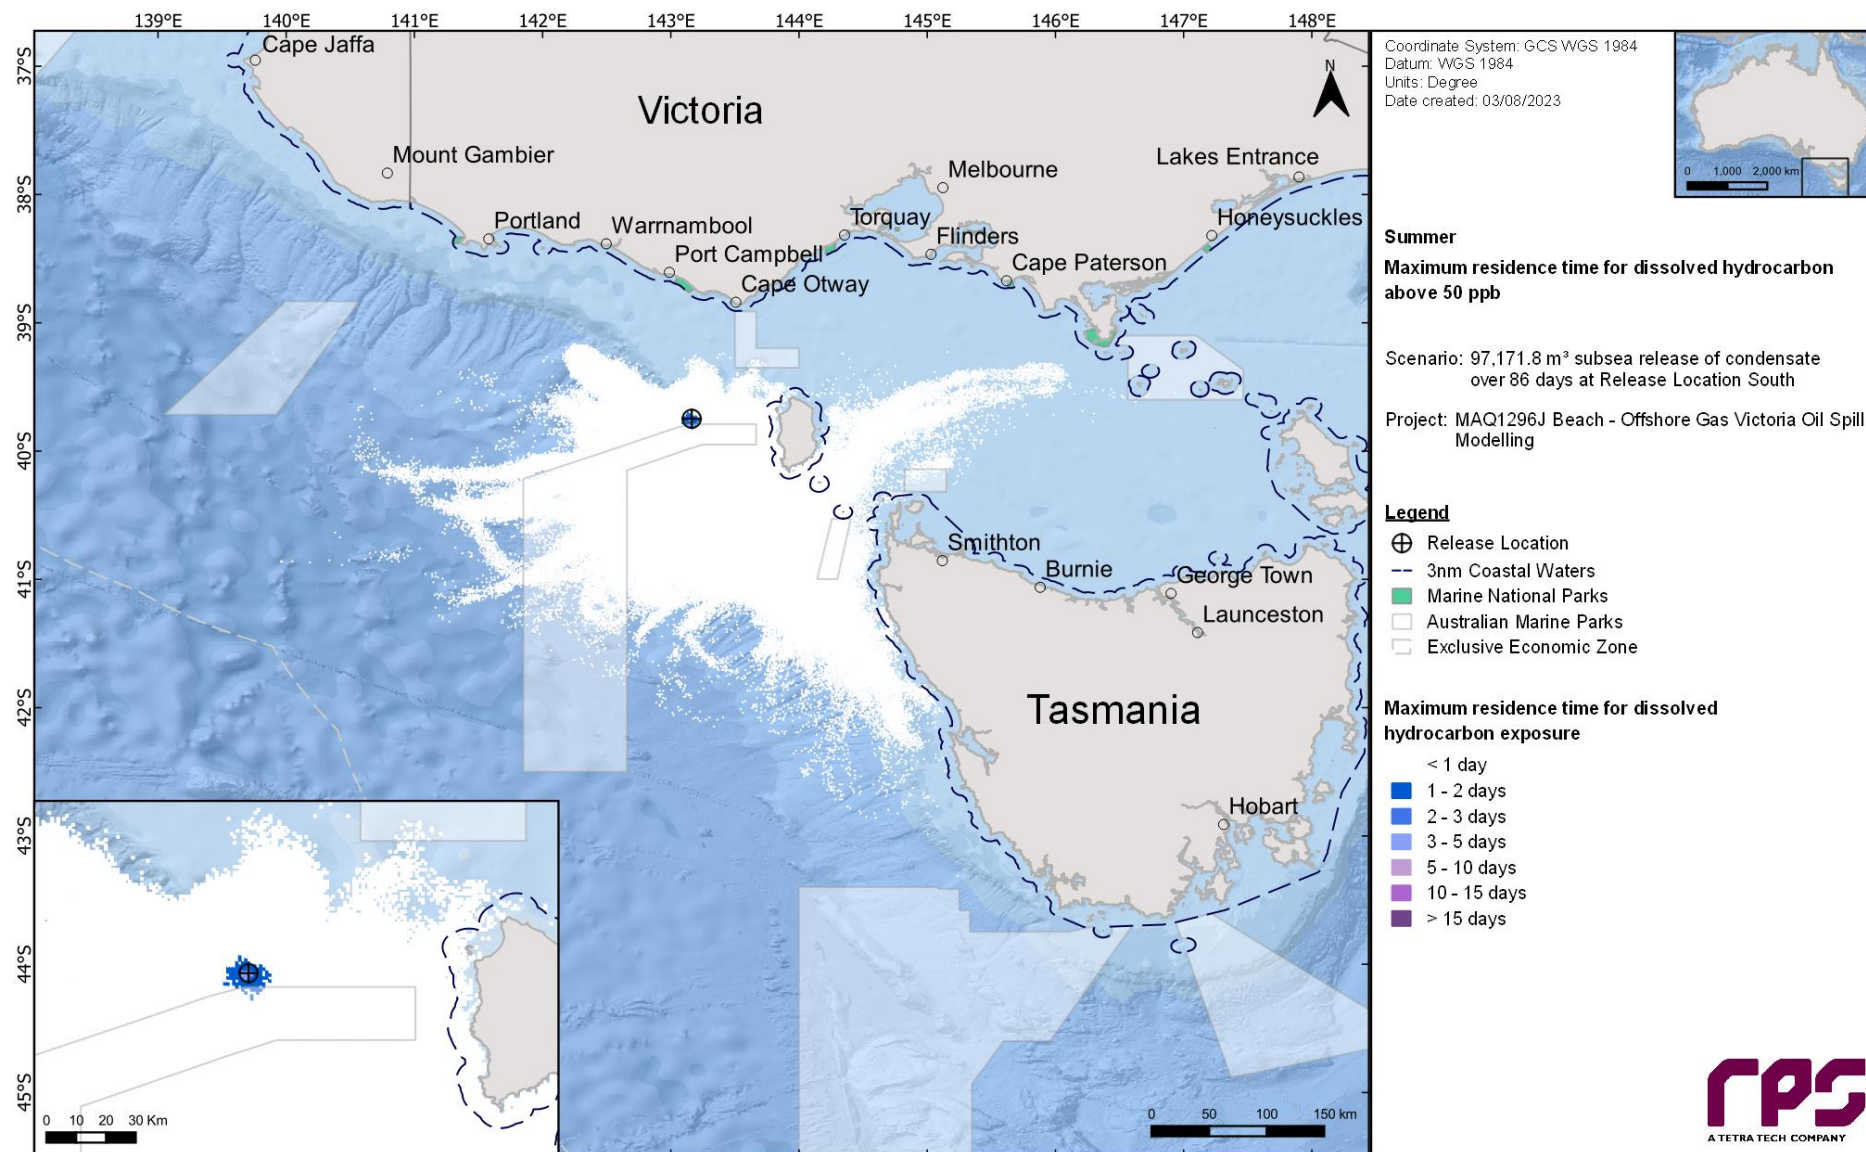 139°E 140°E 141°E 142°E 143°E 144°E 145°E 146°E 147°E 148°E
37°S
38°S
39°S
40°S
41°S
42°S
43°S
44°S
45°S
Cape Jaffa
Victoria
N
Mount Gambier
Melbourne
Lakes Entrance
Portland
Warrnambool
Torquay
Honeysuckles
Flinders
Port Campbell
Cape Paterson
Cape Otway
Smithton
Burnie
George Town
Launceston
Tasmania
Hobart
0 10 20 30 Km
0 50 100 150 km
Coordinate System: GCS WGS 1984
Datum: WGS 1984
Units: Degree
Date created: 03/08/2023
0 1,000 2,000 km
Summer
Maximum residence time for dissolved hydrocarbon
above 50 ppb
Scenario: 97,171.8 m³ subsea release of condensate
over 86 days at Release Location South
Project: MAQ1296J Beach - Offshore Gas Victoria Oil Spill
Modelling
Legend
Release Location
3nm Coastal Waters
Marine National Parks
Australian Marine Parks
Exclusive Economic Zone
Maximum residence time for dissolved
hydrocarbon exposure
< 1 day
1 - 2 days
2 - 3 days
3 - 5 days
5 - 10 days
10 - 15 days
> 15 days
rps
A TETRA TECH COMPANY